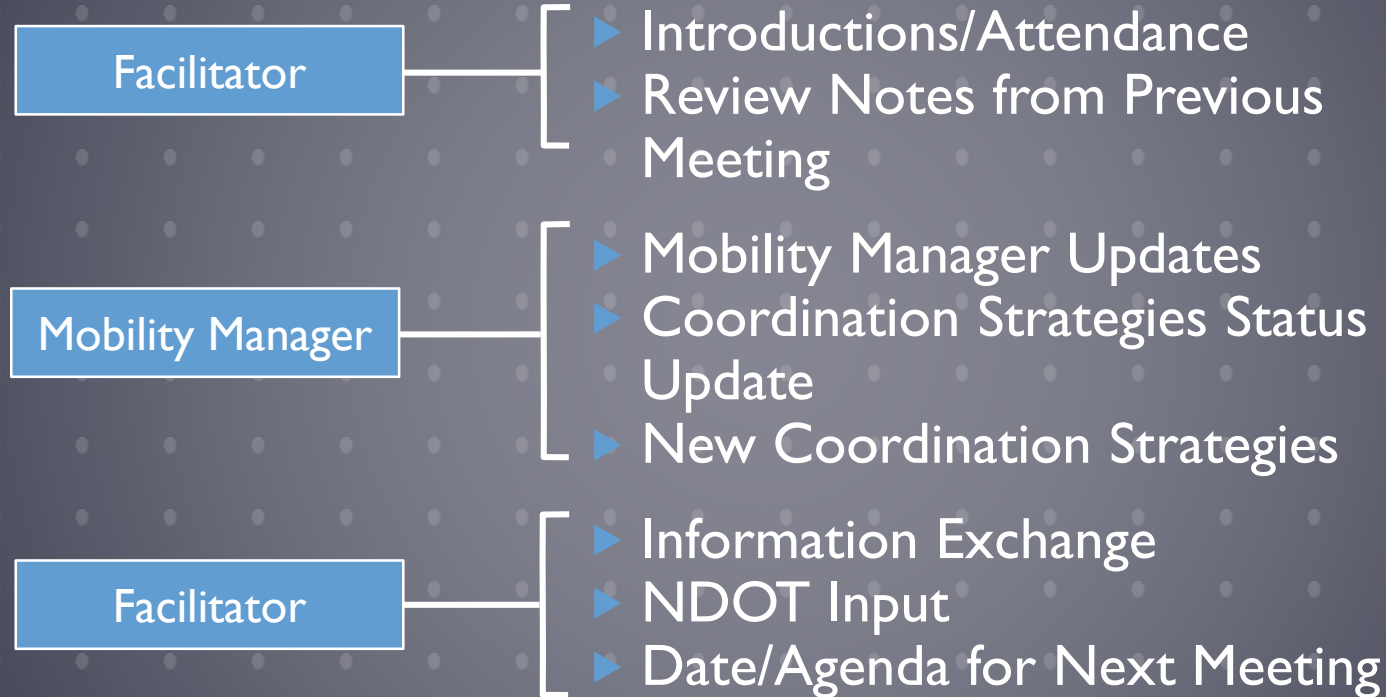 Facilitator
Introductions/Attendance
Review Notes from Previous
Meeting
Mobility Manager
Mobility Manager Updates
Coordination Strategies Status
Update
New Coordination Strategies
Facilitator
Information Exchange
NDOT Input
Date/Agenda for Next Meeting